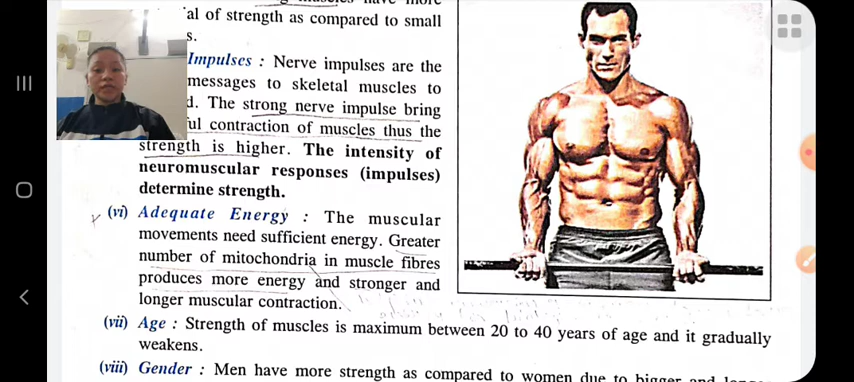 al of strength as compared to small
s.
Impulses : Nerve impulses are the
messages to skeletal muscles to
d. The strong nerve impulse bring
ul contraction of muscles thus the
strength is higher. The intensity of
neuromuscular responses (impulses)
determine strength.
(vi) Adequate Energy : The muscular
movements need sufficient energy. Greater
number of mitochondria in muscle fibres
produces more energy and stronger and
longer muscular contraction.
(vii) Age : Strength of muscles is maximum between 20 to 40 years of age and it gradually
weakens.
(viii) Gender : Men have more strength as compared to women due to bigger and